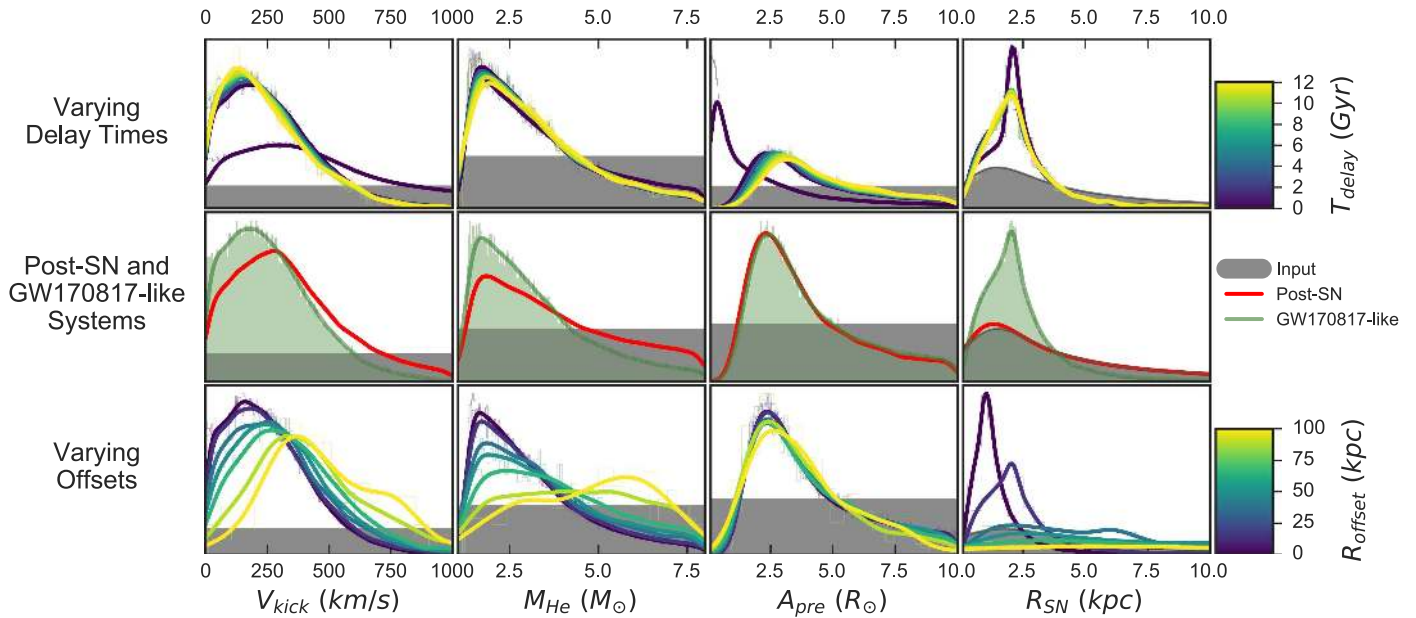 0 250 500 750 1000 2.5 5.0 7.5 2.5 5.0 7.5 10.0 2.5 5.0 7.5 10.0
Varying
Delay Times
12
10
8
6
4
2
0
T_delay (Gyr)
Post-SN and
GW170817-like
Systems
Input
Post-SN
GW170817-like
Varying
Offsets
100
75
50
25
0
R_offset (kpc)
0 250 500 750 1000 2.5 5.0 7.5 2.5 5.0 7.5 10.0 2.5 5.0 7.5 10.0
V_kick (km/s) M_He (M_⊙) A_pre (R_⊙) R_SN (kpc)